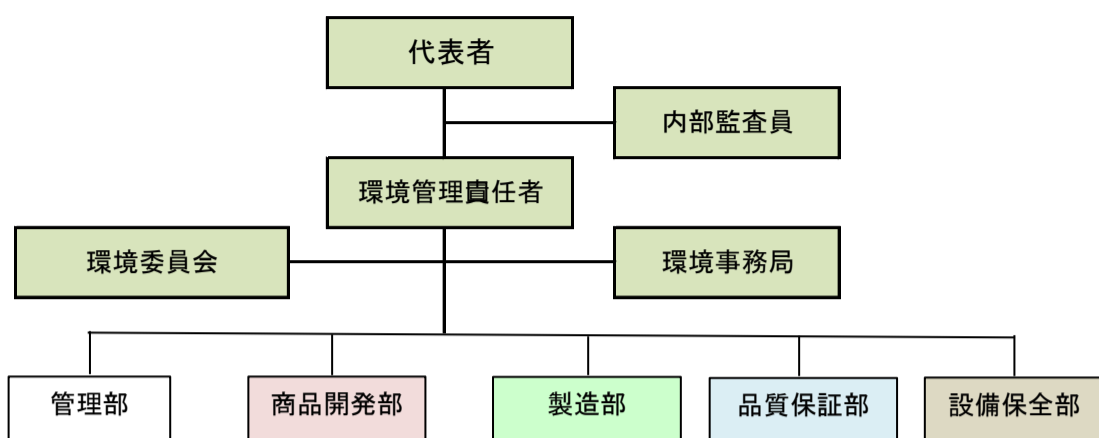 代表者
内部監査員
環境管理責任者
環境委員会
環境事務局
管理部
商品開発部
製造部
品質保証部
設備保全部